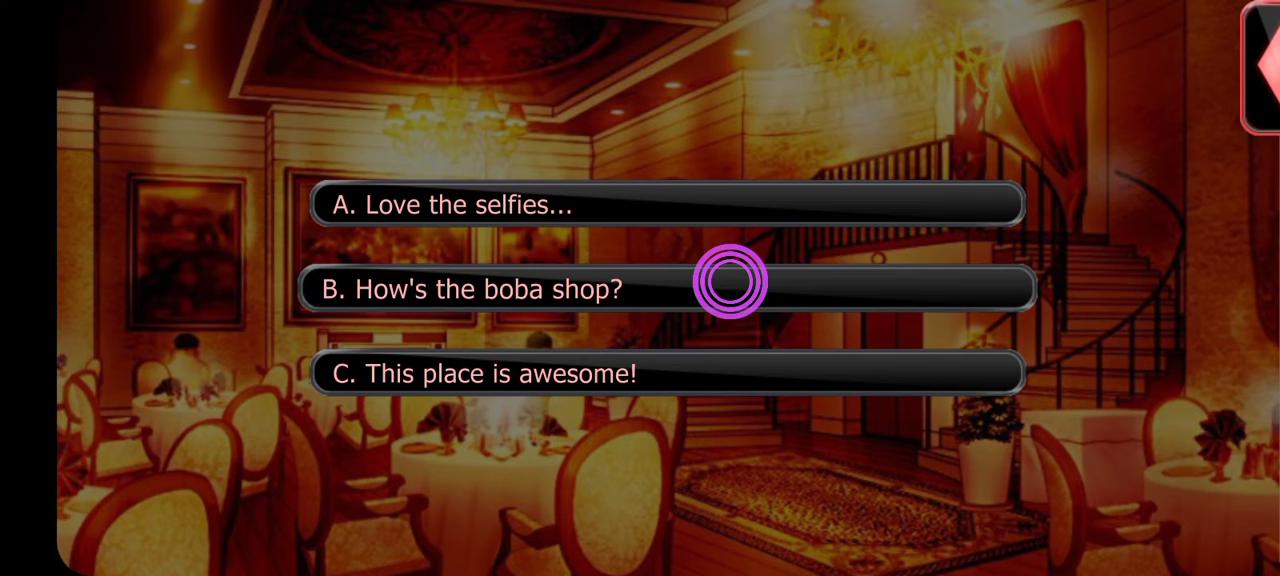 A. Love the selfies...
B. How's the boba shop?
C. This place is awesome!